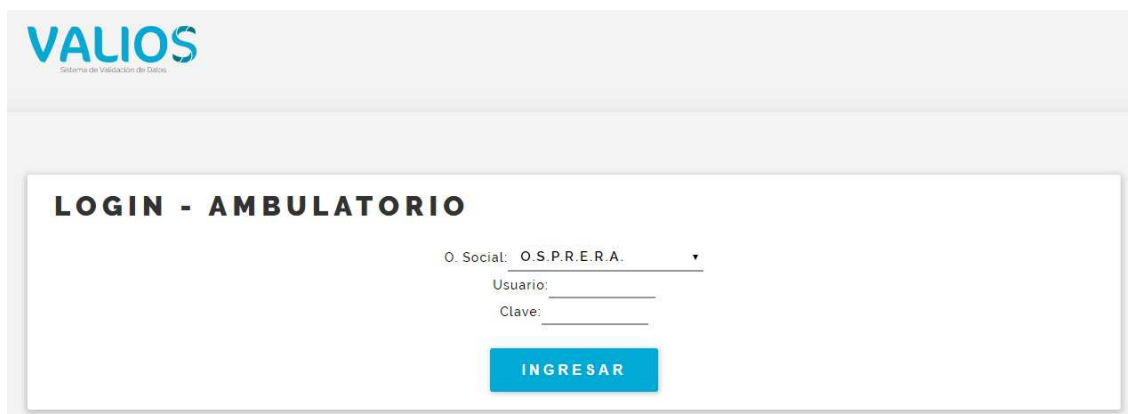 VALIOS
Sistema de Validación de Datos
LOGIN - AMBULATORIO
O. Social: O.S.P.R.E.R.A.
Usuario:
Clave:
INGRESAR